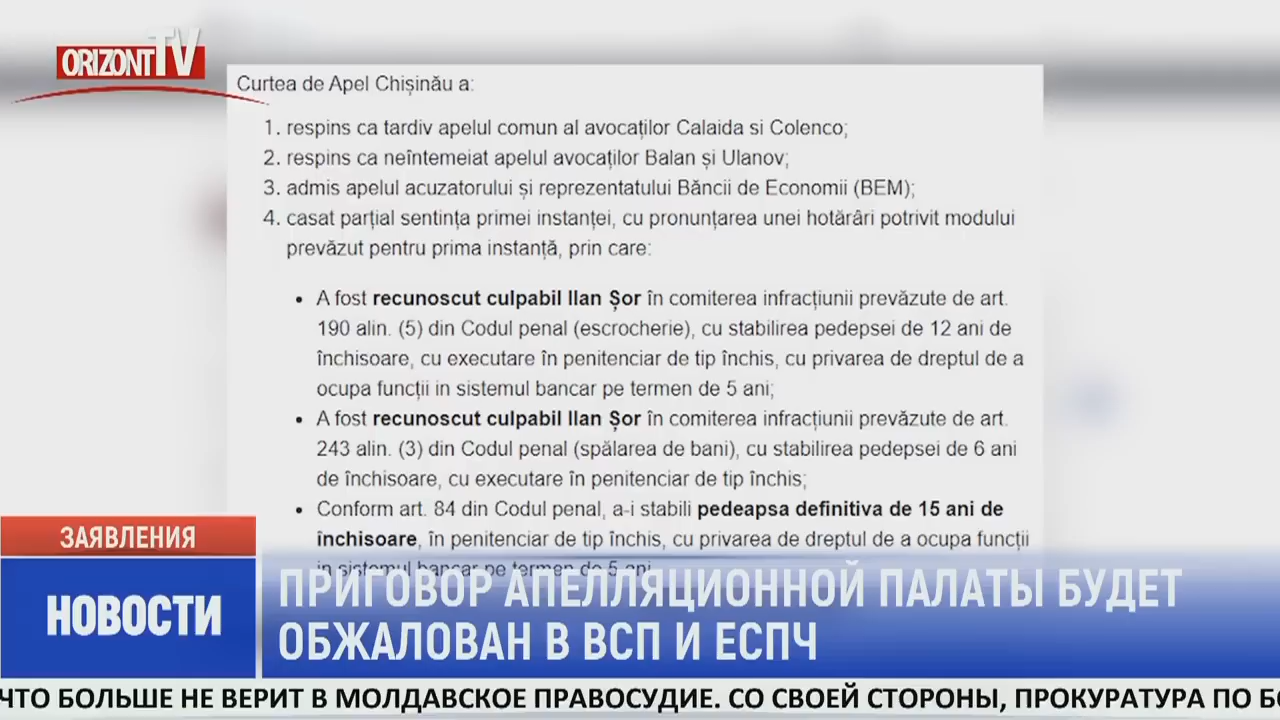 ORIZONT TV
Curtea de Apel Chișinău a:
1. respins ca tardiv apelul comun al avocaților Calaida si Colenco;
2. respins ca neîntemeiat apelul avocaților Balan și Ulanov;
3. admis apelul acuzatorului și reprezentatului Băncii de Economii (BEM);
4. casat parțial sentința primei instanței, cu pronunțarea unei hotărâri potrivit modului
prevăzut pentru prima instanță, prin care:
• A fost recunoscut culpabil Ilan Șor în comiterea infracțiunii prevăzute de art.
190 alin. (5) din Codul penal (escrocherie), cu stabilirea pedepsei de 12 ani de
închisoare, cu executare în penitenciar de tip închis, cu privarea de dreptul de a
ocupa funcții in sistemul bancar pe termen de 5 ani;
• A fost recunoscut culpabil Ilan Șor în comiterea infracțiunii prevăzute de art.
243 alin. (3) din Codul penal (spălarea de bani), cu stabilirea pedepsei de 6 ani
de închisoare, cu executare în penitenciar de tip închis;
• Conform art. 84 din Codul penal, a-i stabili pedeapsa definitiva de 15 ani de
închisoare, în penitenciar de tip închis, cu privarea de dreptul de a ocupa funcții
in sistemul bancar pe termen de 5 ani
ЗАЯВЛЕНИЯ
НОВОСТИ
ПРИГОВОР АПЕЛЛЯЦИОННОЙ ПАЛАТЫ БУДЕТ
ОБЖАЛОВАН В ВСП И ЕСПЧ
ЧТО БОЛЬШЕ НЕ ВЕРИТ В МОЛДАВСКОЕ ПРАВОСУДИЕ. СО СВОЕЙ СТОРОНЫ, ПРОКУРАТУРА ПО БО